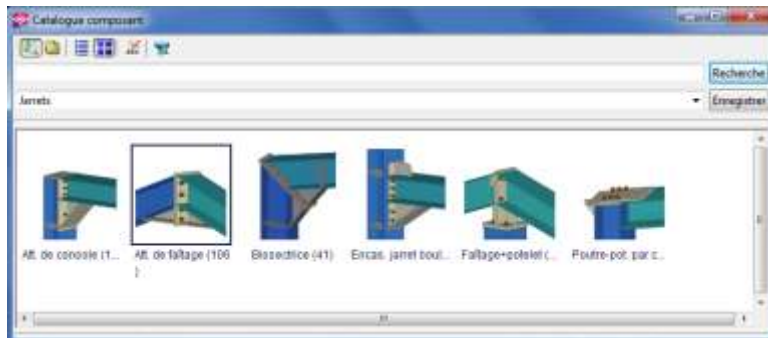 Catalogue composant
Recherche
Jarrets
Enregistrer
Att. de console (1...
Att. de faîtage (106
)
Bissectrice (41)
Encas. jarret boul...
Faîtage+potelet (...
Poutre-pot. par c...